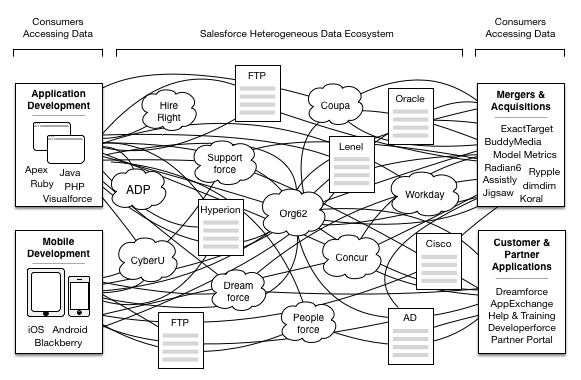 Consumers
Accessing Data
Salesforce Heterogeneous Data Ecosystem
Consumers
Accessing Data
Application
Development
Apex
Java
Ruby
PHP
Visualforce
Mobile
Development
iOS Android
Blackberry
FTP
Hire
Right
Coupa
Oracle
Support
force
Lenel
ADP
Workday
Hyperion
Org62
CyberU
Concur
Cisco
Dream
force
FTP
People
force
AD
Mergers &
Acquisitions
ExactTarget
BuddyMedia
Model Metrics
Radian6
Rypple
Assistly
dimdim
Jigsaw
Koral
Customer &
Partner
Applications
Dreamforce
AppExchange
Help & Training
Developerforce
Partner Portal